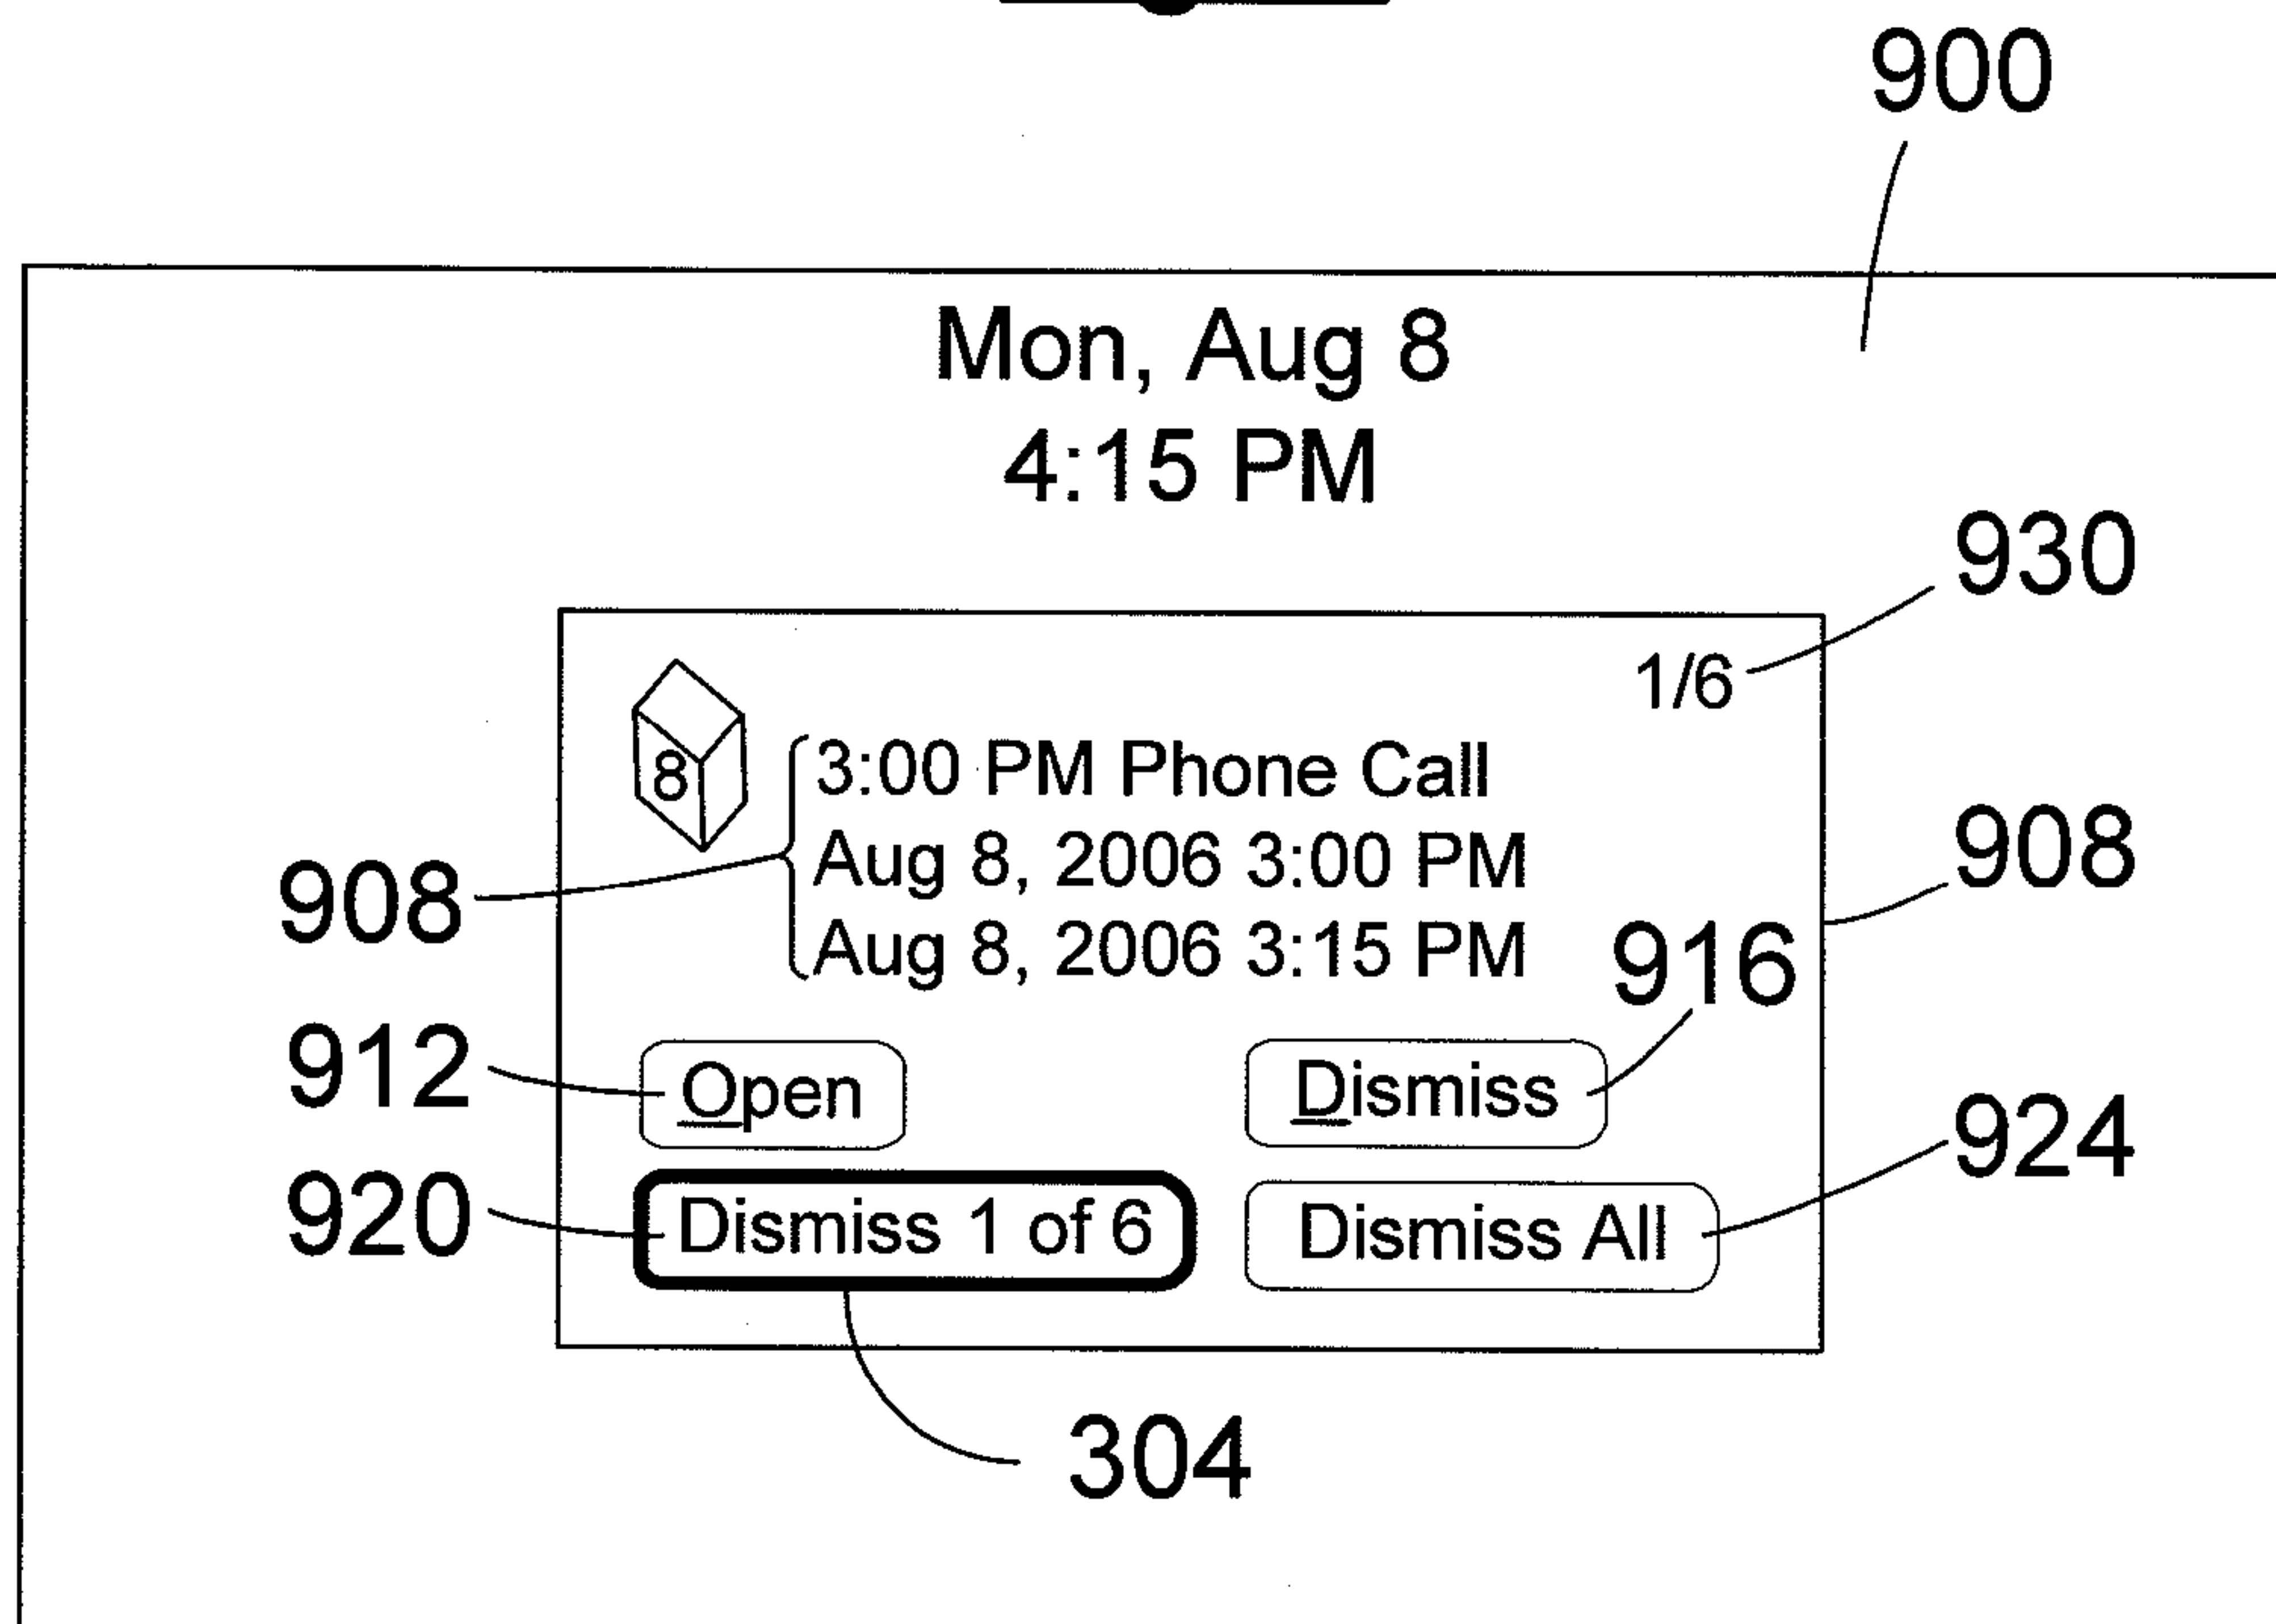 900
Mon, Aug 8
4:15 PM
930
1/6
8
3:00 PM Phone Call
Aug 8, 2006 3:00 PM
Aug 8, 2006 3:15 PM
908
908
916
912
Open
Dismiss
924
920
Dismiss 1 of 6
Dismiss All
304